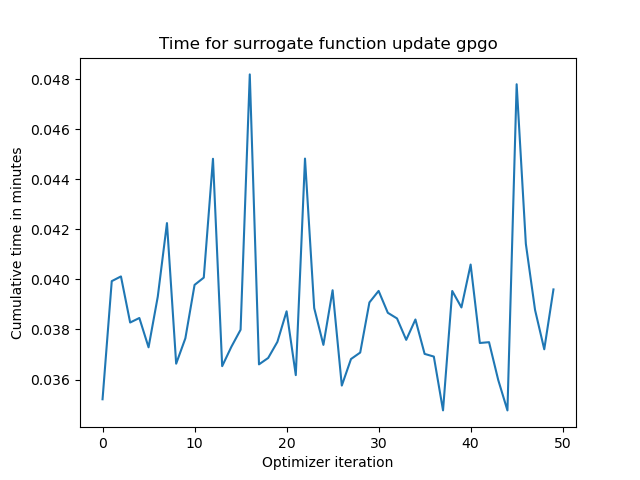 Time for surrogate function update gpgo
0.048
0.046
0.044
0.042
0.040
0.038
0.036
Cumulative time in minutes
0 10 20 30 40 50
Optimizer iteration